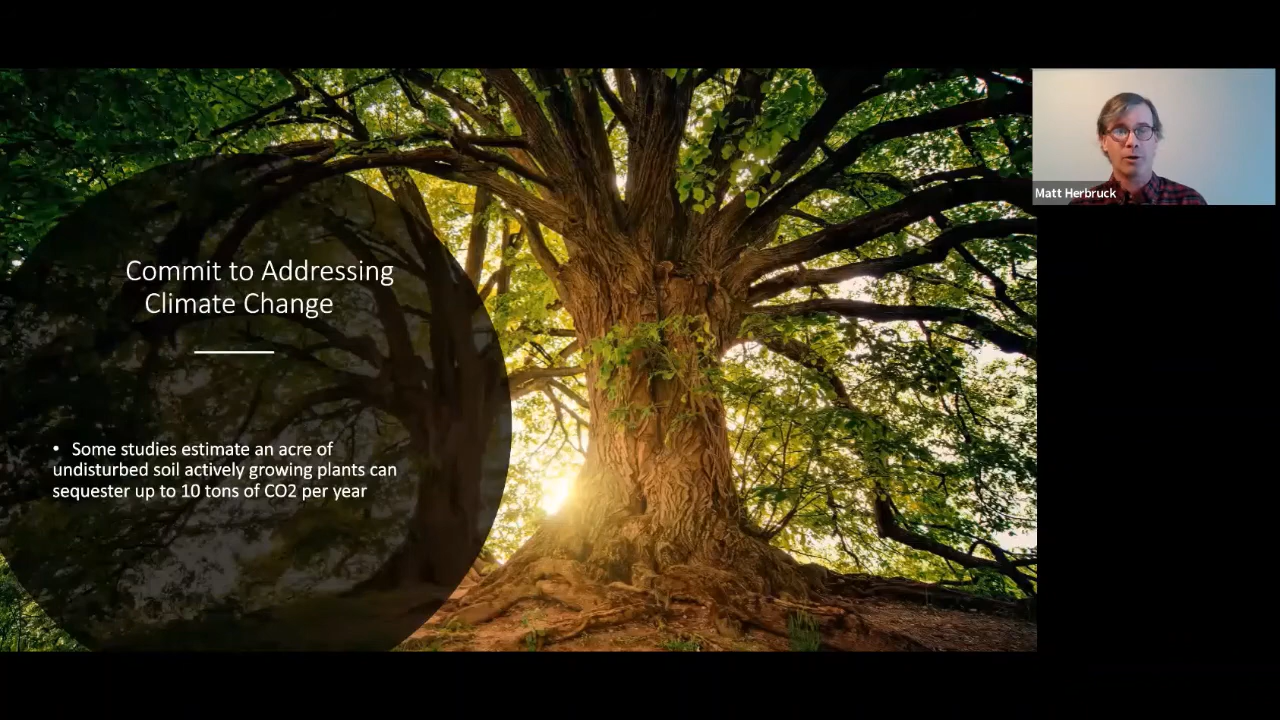 Commit to Addressing
Climate Change
• Some studies estimate an acre of
undisturbed soil actively growing plants can
sequester up to 10 tons of CO2 per year
Matt Herbruck